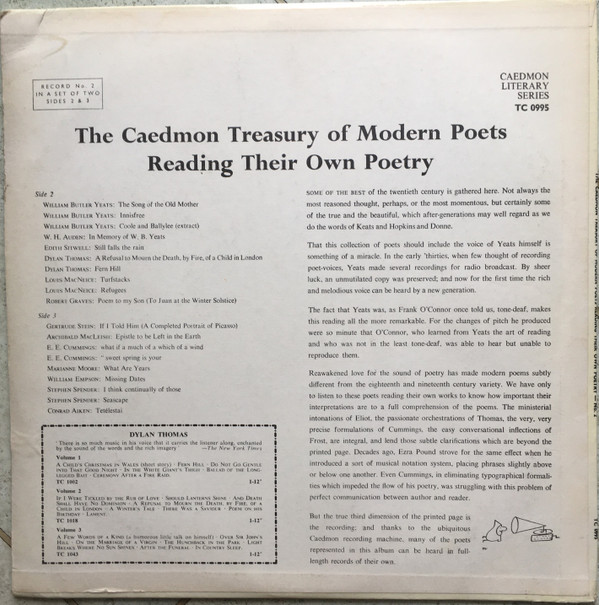 RECORD No. 2
IN A SET OF TWO
SIDES 2 & 3
CAEDMON
LITERARY
SERIES
TC 0995
The Caedmon Treasury of Modern Poets
Reading Their Own Poetry
Side 2
WILLIAM BUTLER YEATS: The Song of the Old Mother
WILLIAM BUTLER YEATS: Innisfree
WILLIAM BUTLER YEATS: Coole and Ballylee (extract)
W. H. AUDEN: In Memory of W. B. Yeats
EDITH SITWELL: Still falls the rain
DYLAN THOMAS: A Refusal to Mourn the Death, by Fire, of a Child in London
DYLAN THOMAS: Fern Hill
LOUIS MACNEICE: Turfstacks
LOUIS MACNEICE: Refugees
ROBERT GRAVES: Poem to my Son (To Juan at the Winter Solstice)
Side 3
GERTRUDE STEIN: If I Told Him (A Completed Portrait of Picasso)
ARCHIBALD MACLEISH: Epistle to be Left in the Earth
E. E. CUMMINGS: what if a much of a which of a wind
E. E. CUMMINGS: "sweet spring is your
MARIANNE MOORE: What Are Years
WILLIAM EMPSON: Missing Dates
STEPHEN SPENDER: I think continually of those
STEPHEN SPENDER: Seascape
CONRAD AIKEN: Tetélestai
DYLAN THOMAS
"There is so much music in his voice that it carries the listener along, enchanted
by the sound of the words and the rich imagery —The New York Times
Volume 1
A CHILD'S CHRISTMAS IN WALES (short story) · FERN HILL · DO NOT GO GENTLE
INTO THAT GOOD NIGHT · IN THE WHITE GIANT'S THIGH · BALLAD OF THE LONG-
LEGGED BAIT · CEREMONY AFTER A FIRE RAID
TC 1002 1-12"
Volume 2
IF I WERE TICKLED BY THE RUB OF LOVE · SHOULD LANTERNS SHINE · AND DEATH
SHALL HAVE NO DOMINION · A REFUSAL TO MOURN THE DEATH, BY FIRE, OF A
CHILD IN LONDON · A WINTER'S TALE · THERE WAS A SAVIOUR · POEM ON HIS
BIRTHDAY · LAMENT
TC 1018 1-12"
Volume 3
A FEW WORDS OF A KIND (a humorous little talk on himself) · OVER SIR JOHN'S
HILL · ON THE MARRIAGE OF A VIRGIN · THE HUNCHBACK IN THE PARK · LIGHT
BREAKS WHERE NO SUN SHINES · AFTER THE FUNERAL · IN COUNTRY SLEEP
TC 1043 1-12"
SOME OF THE BEST of the twentieth century is gathered here. Not always the
most reasoned thought, perhaps, or the most momentous, but certainly some
of the true and the beautiful, which after-generations may well regard as we
do the words of Keats and Hopkins and Donne.
That this collection of poets should include the voice of Yeats himself is
something of a miracle. In the early 'thirties, when few thought of recording
poet-voices, Yeats made several recordings for radio broadcast. By sheer
luck, an unmutilated copy was preserved; and now for the first time the rich
and melodious voice can be heard by a new generation.
The fact that Yeats was, as Frank O'Connor once told us, tone-deaf, makes
this reading all the more remarkable. For the changes of pitch he produced
were so minute that O'Connor, who learned from Yeats the art of reading
and who was not in the least tone-deaf, was able to hear but unable to
reproduce them.
Reawakened love for the sound of poetry has made modern poems subtly
different from the eighteenth and nineteenth century variety. We have only
to listen to these poets reading their own works to know how important their
interpretations are to a full comprehension of the poems. The ministerial
intonations of Eliot, the passionate orchestrations of Thomas, the very, very
precise formulations of Cummings, the easy conversational inflections of
Frost, are integral, and lend those subtle clarifications which are beyond the
printed page. Decades ago, Ezra Pound strove for the same effect when he
introduced a sort of musical notation system, placing phrases slightly above
or below one another. Even Cummings, in eliminating typographical formali-
ties which impeded the flow of his poetry, was struggling with this problem of
perfect communication between author and reader.
But the true third dimension of the printed page is
the recording; and thanks to the ubiquitous
Caedmon recording machine, many of the poets
represented in this album can be heard in full-
length records of their own.
TC 0995